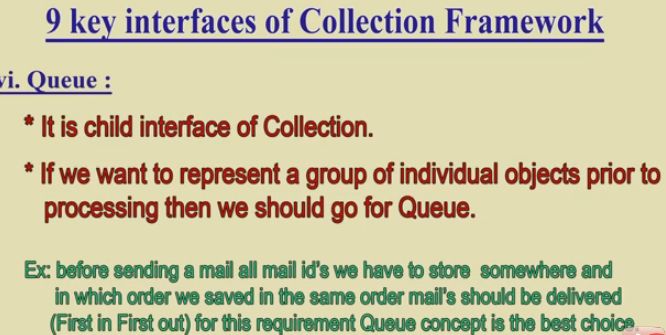 9 key interfaces of Collection Framework
vi. Queue :
* It is child interface of Collection.
* If we want to represent a group of individual objects prior to
processing then we should go for Queue.
Ex: before sending a mail all mail id's we have to store somewhere and
in which order we saved in the same order mail's should be delivered
(First in First out) for this requirement Queue concept is the best choice